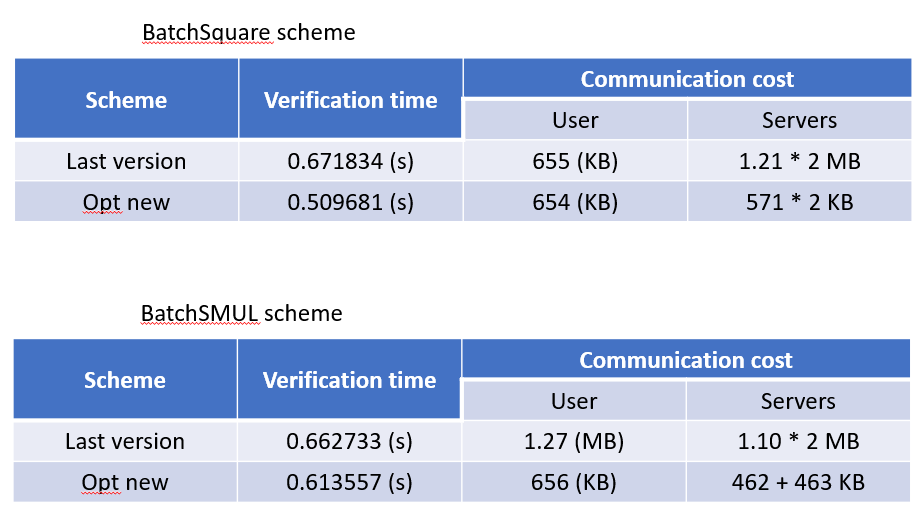 BatchSquare scheme
Scheme Verification time Communication cost
User Servers
Last version 0.671834 (s) 655 (KB) 1.21 * 2 MB
Opt new 0.509681 (s) 654 (KB) 571 * 2 KB
BatchSMUL scheme
Scheme Verification time Communication cost
User Servers
Last version 0.662733 (s) 1.27 (MB) 1.10 * 2 MB
Opt new 0.613557 (s) 656 (KB) 462 + 463 KB